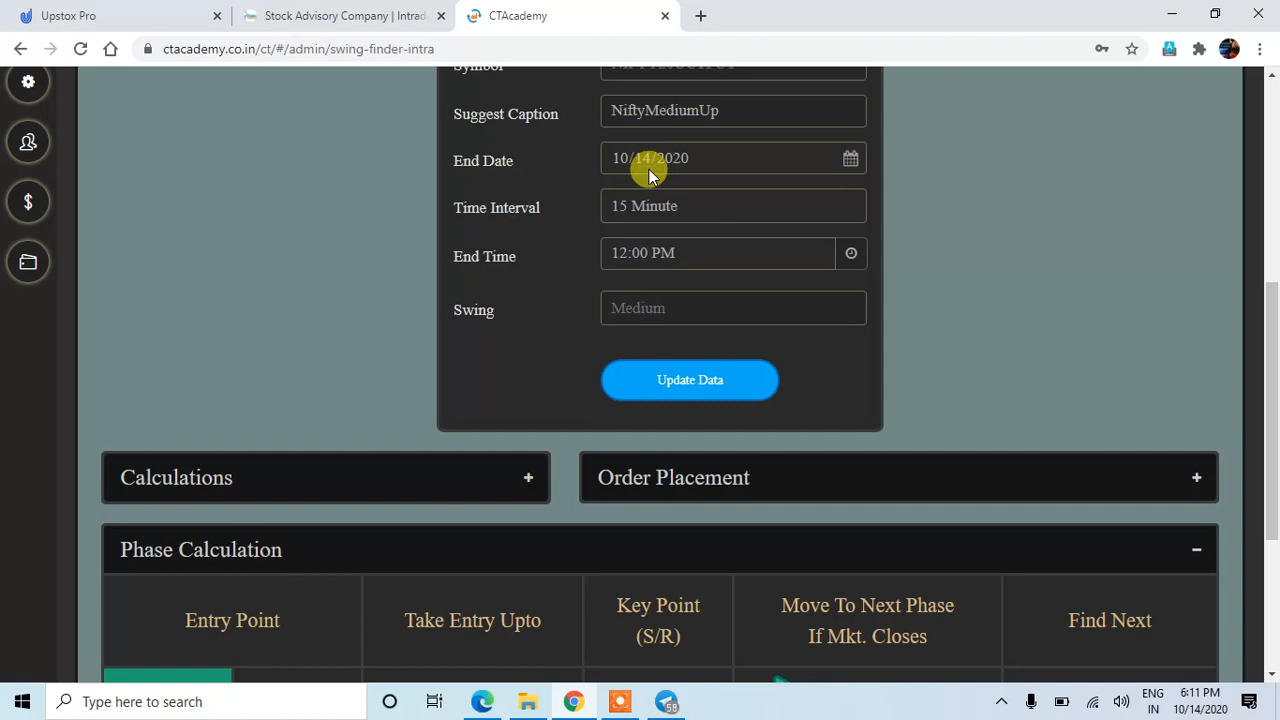 Upstox Pro
Stock Advisory Company | Intrad
CTAcademy
ctacademy.co.in/ct/#/admin/swing-finder-intra
Symbol
Suggest Caption NiftyMediumUp
End Date 10/14/2020
Time Interval 15 Minute
End Time 12:00 PM
Swing Medium
Update Data
Calculations +
Order Placement +
Phase Calculation −
Entry Point
Take Entry Upto
Key Point
(S/R)
Move To Next Phase
If Mkt. Closes
Find Next
Type here to search
58
ENG
IN
6:11 PM
10/14/2020